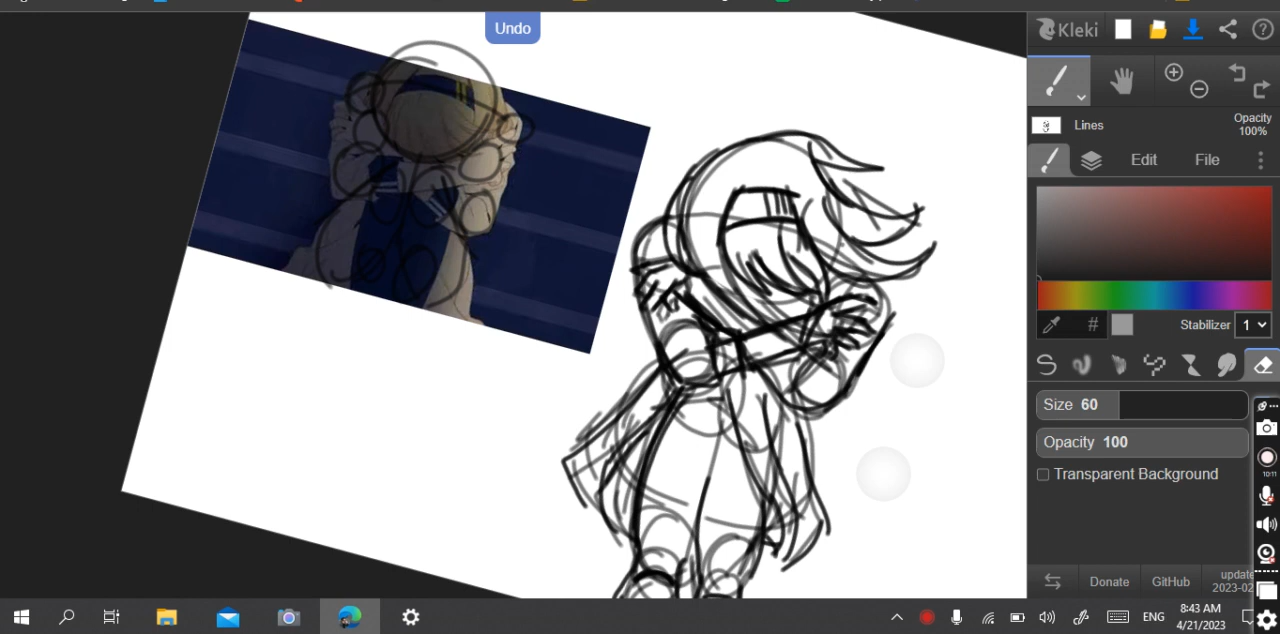 Undo
Kleki
Lines
Opacity
100%
Edit
File
#
Stabilizer
1
Size 60
Opacity 100
Transparent Background
Donate
GitHub
update
2023-02
ENG
8:43 AM
4/21/2023